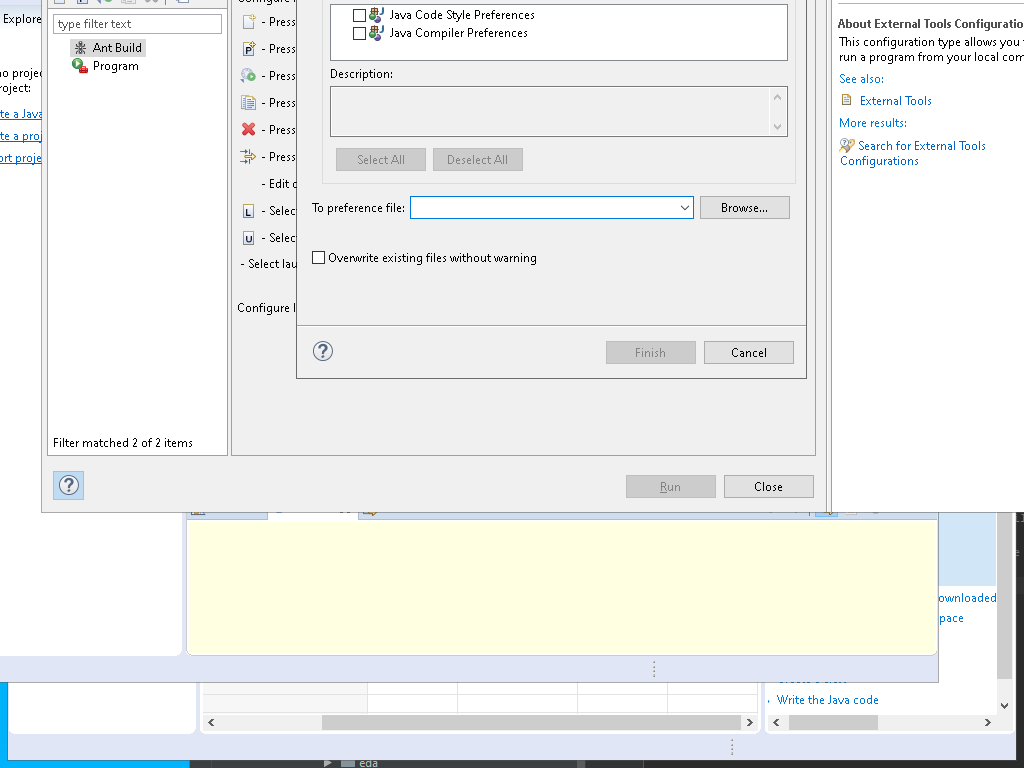 Explore
type filter text
Ant Build
Program
no proje
roject:
te a Java
te a proj
ort proje
Filter matched 2 of 2 items
- Press
- Press
- Press
- Press
- Press
- Press
- Edit
- Selec
- Selec
- Select lau
Configure l
Java Code Style Preferences
Java Compiler Preferences
Description:
Select All
Deselect All
To preference file:
Browse...
Overwrite existing files without warning
Finish
Cancel
Run
Close
About External Tools Configuratio
This configuration type allows you t
run a program from your local com
See also:
External Tools
More results:
Search for External Tools
Configurations
ownloaded
pace
Write the Java code
eda